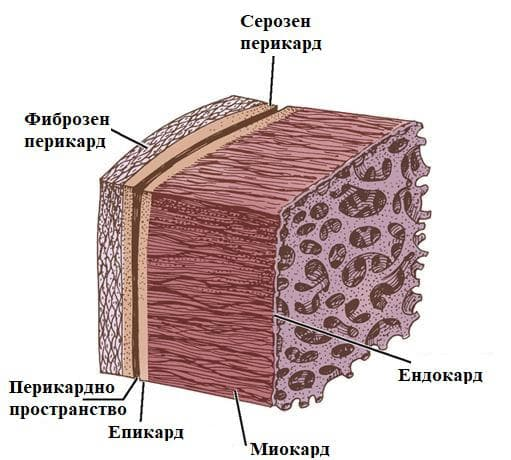 Серозен
перикард
Фиброзен
перикард
Ендокард
Перикардно
пространство
Епикард
Миокард